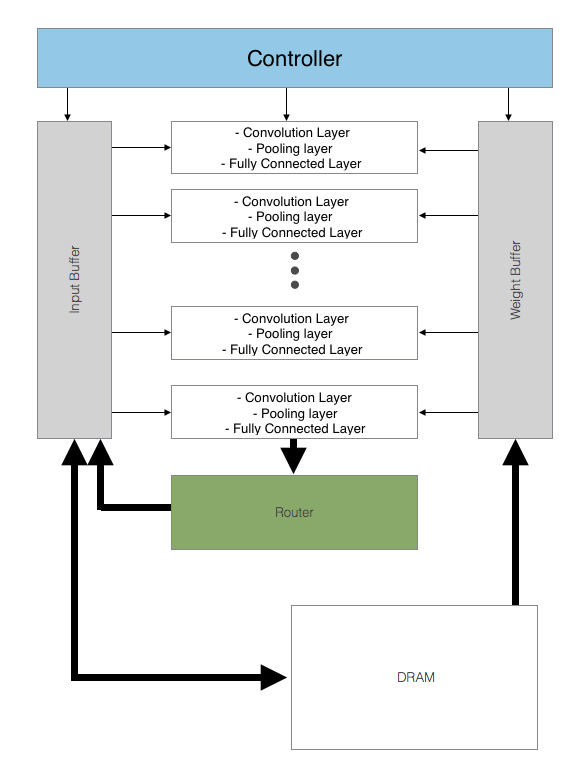 Controller
Input Buffer
- Convolution Layer
- Pooling layer
- Fully Connected Layer
- Convolution Layer
- Pooling layer
- Fully Connected Layer
- Convolution Layer
- Pooling layer
- Fully Connected Layer
- Convolution Layer
- Pooling layer
- Fully Connected Layer
Weight Buffer
Router
DRAM